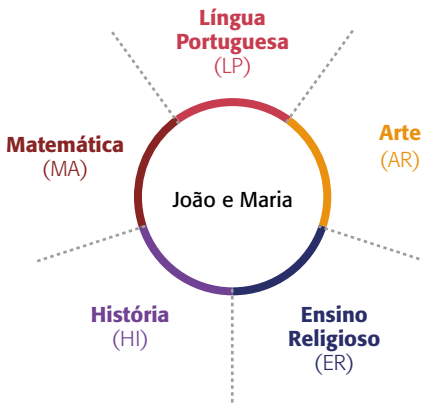 Língua
Portuguesa
(LP)
Matemática
(MA)
Arte
(AR)
João e Maria
História
(HI)
Ensino
Religioso
(ER)